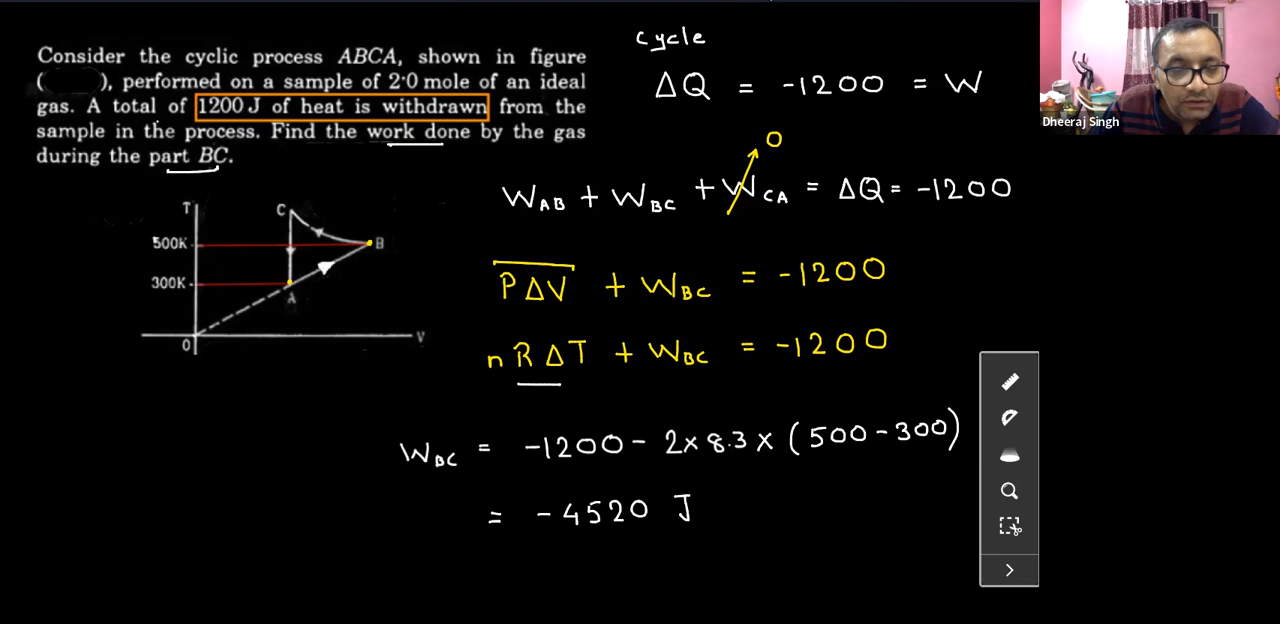 Consider the cyclic process ABCA, shown in figure
( ), performed on a sample of 2·0 mole of an ideal
gas. A total of 1200 J of heat is withdrawn from the
sample in the process. Find the work done by the gas
during the part BC.
cycle
ΔQ = -1200 = W
0
W_AB + W_BC + W_CA = ΔQ = -1200
PΔV + W_BC = -1200
nRΔT + W_BC = -1200
W_BC = -1200 - 2 × 8.3 × (500 - 300)
= -4520 J
T
C
500K
B
300K
A
0
V
Dheeraj Singh